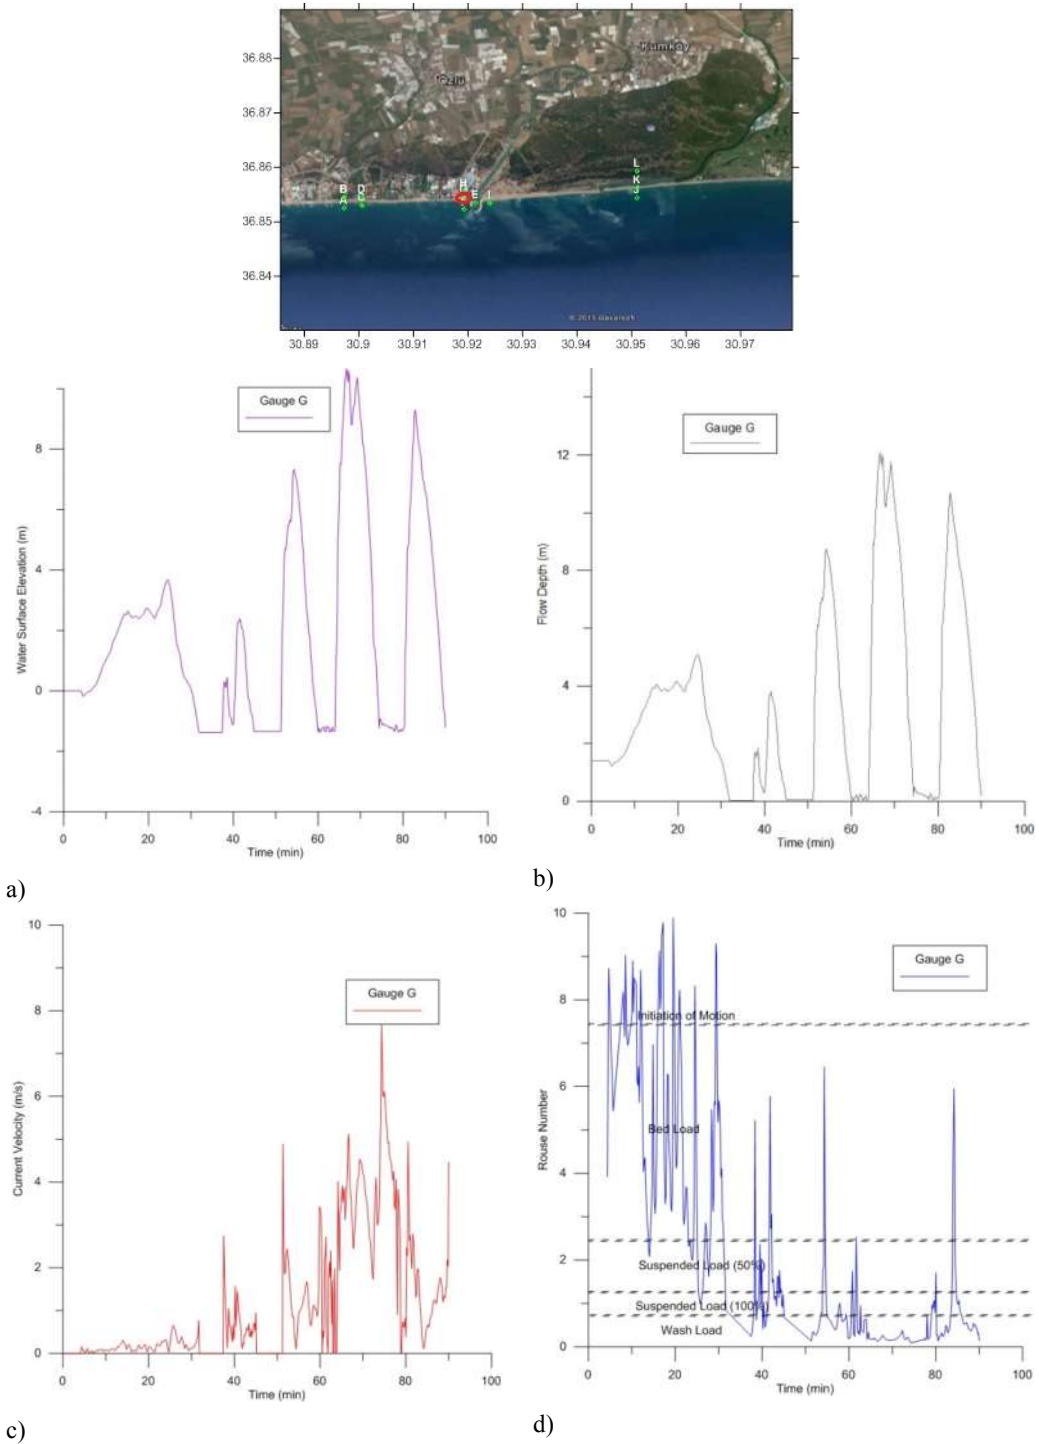 36.88
36.87
36.86
36.85
36.84
Kumköy
L
K
J
B
D
A
C
H
E
I
30.89
30.9
30.91
30.92
30.93
30.94
30.95
30.96
30.97
Gauge G
8
4
0
-4
Water Surface Elevation (m)
0
20
40
60
80
100
Time (min)
a)
Gauge G
12
8
4
0
Flow Depth (m)
0
20
40
60
80
100
Time (min)
b)
Gauge G
10
8
6
4
2
0
Current Velocity (m/s)
0
20
40
60
80
100
Time (min)
c)
Gauge G
10
8
6
4
2
0
Rouse Number
Initiation of Motion
Bed Load
Suspended Load (50%)
Suspended Load (100%)
Wash Load
0
20
40
60
80
100
Time (min)
d)